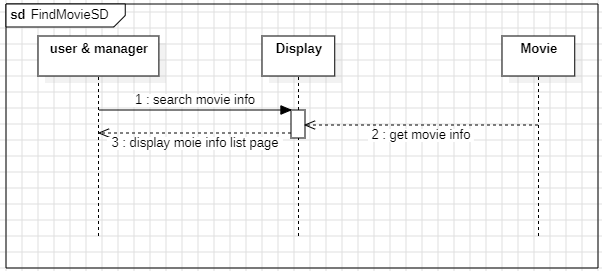 sd FindMovieSD
user & manager
Display
Movie
1 : search movie info
2 : get movie info
3 : display moie info list page